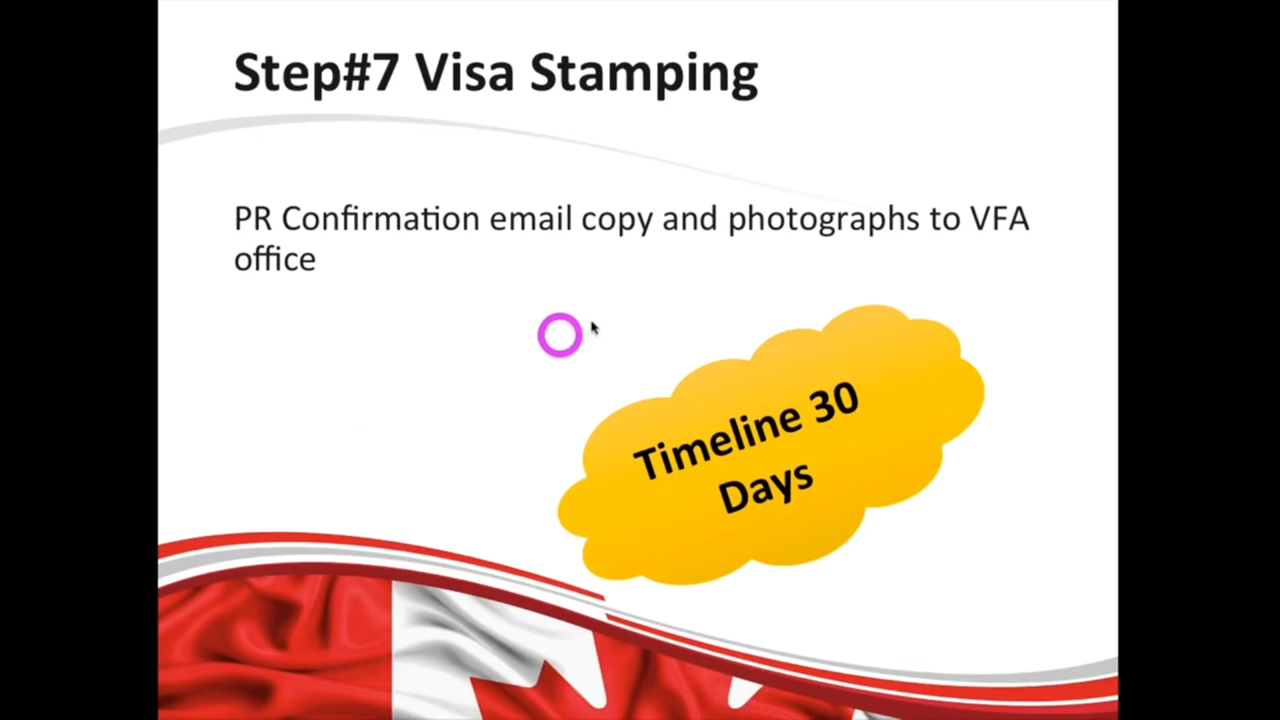 Step#7 Visa Stamping
PR Confirmation email copy and photographs to VFA
office
Timeline 30
Days